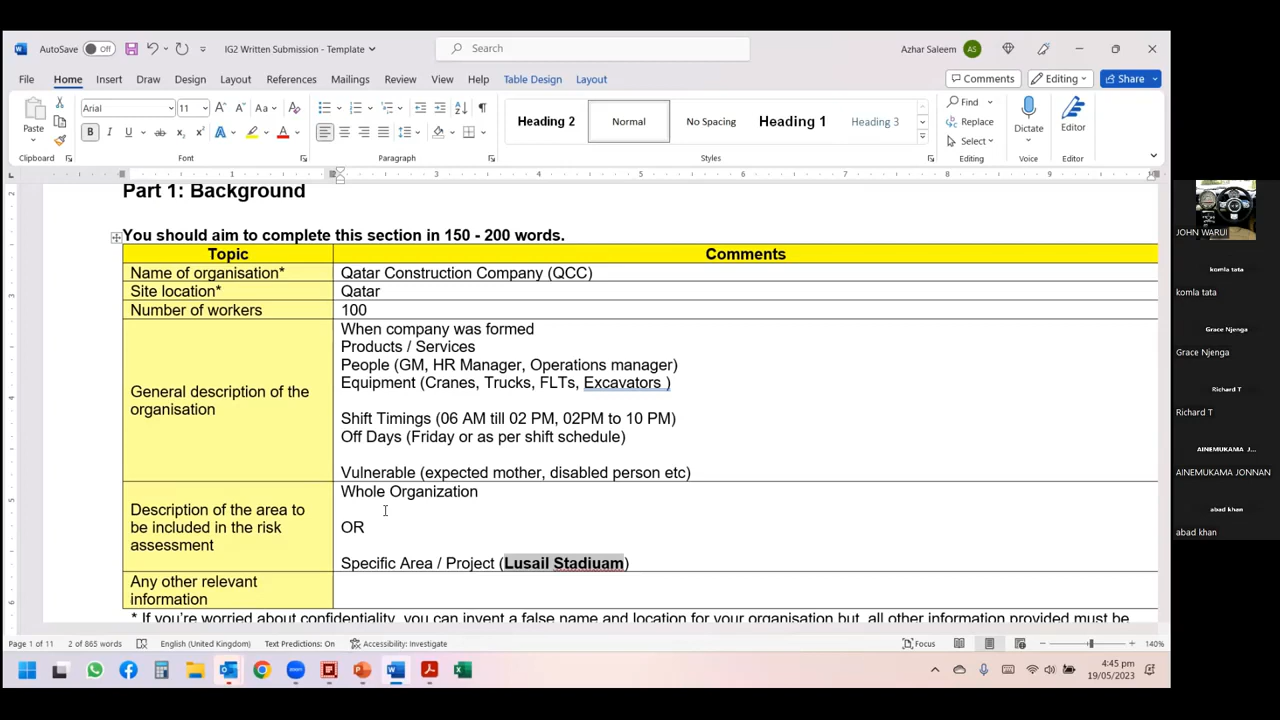 AutoSave Off
IG2 Written Submission - Template
Search
Azhar Saleem AS
File Home Insert Draw Design Layout References Mailings Review View Help Table Design Layout
Comments Editing Share
Paste
Arial 11
Heading 2 Normal No Spacing Heading 1 Heading 3
Find
Replace
Select
Dictate
Editor
Clipboard Font Paragraph Styles Editing Voice Editor
Part 1: Background
You should aim to complete this section in 150 - 200 words.
Topic Comments
Name of organisation* Qatar Construction Company (QCC)
Site location* Qatar
Number of workers 100
General description of the
organisation
When company was formed
Products / Services
People (GM, HR Manager, Operations manager)
Equipment (Cranes, Trucks, FLTs, Excavators )
Shift Timings (06 AM till 02 PM, 02PM to 10 PM)
Off Days (Friday or as per shift schedule)
Vulnerable (expected mother, disabled person etc)
Description of the area to
be included in the risk
assessment
Whole Organization
OR
Specific Area / Project (Lusail Stadiuam)
Any other relevant
information
* If you're worried about confidentiality, you can invent a false name and location for your organisation but, all other information provided must be
Page 1 of 11 2 of 865 words English (United Kingdom) Text Predictions: On Accessibility: Investigate Focus 140%
4:45 pm
19/05/2023
JOHN WARUI
komla tata
komla tata
Grace Njenga
Grace Njenga
Richard T
Richard T
AINEMUKAMA J...
AINEMUKAMA JONNAN
abad khan
abad khan